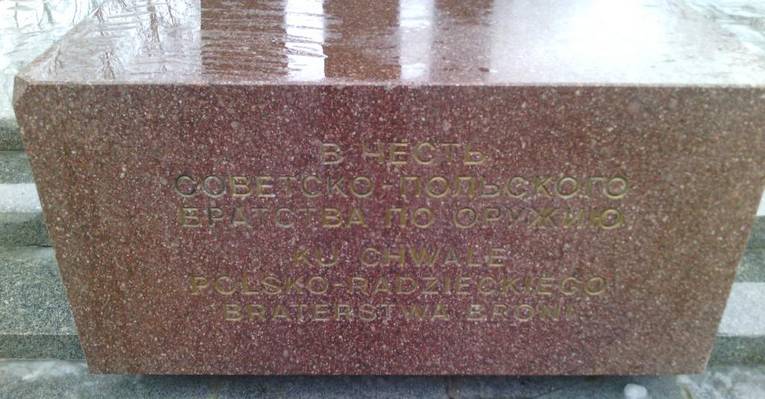 В ЧЕСТЬ
СОВЕТСКО-ПОЛЬСКОГО
БРАТСТВА ПО ОРУЖИЮ
KU CHWALE
POLSKO-RADZIECKIEGO
BRATERSTWA BRONI